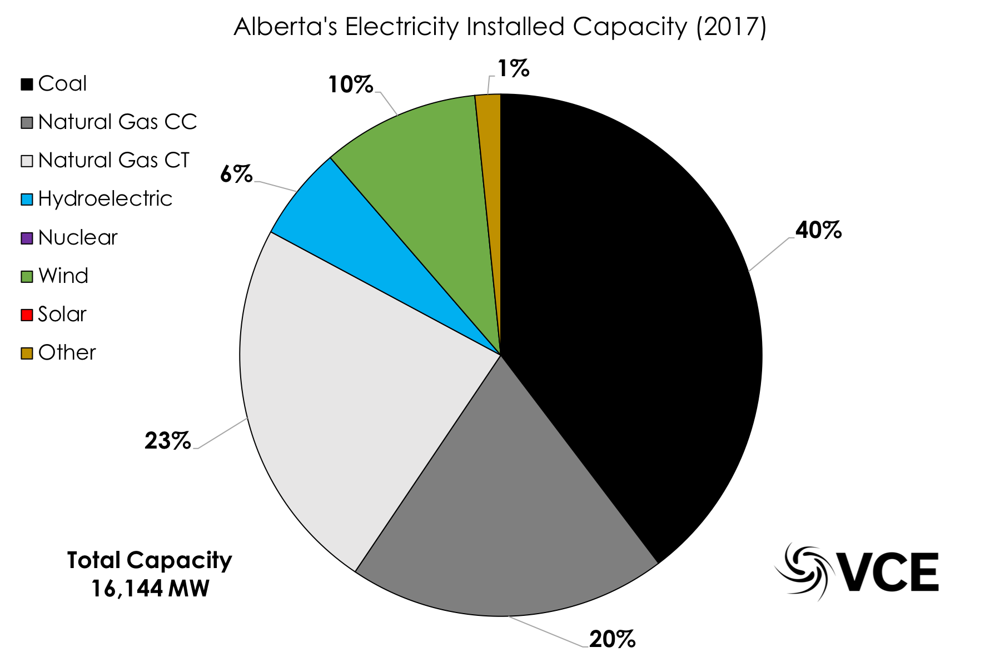 Alberta's Electricity Installed Capacity (2017)
Coal
Natural Gas CC
Natural Gas CT
Hydroelectric
Nuclear
Wind
Solar
Other
1%
10%
6%
40%
23%
20%
Total Capacity
16,144 MW
VCE